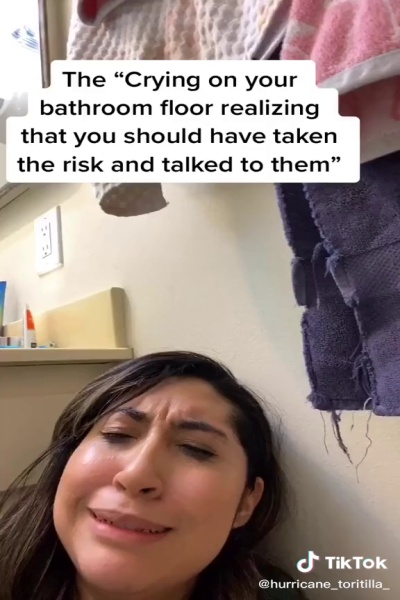 The “Crying on your
bathroom floor realizing
that you should have taken
the risk and talked to them”
TikTok
@hurricane_toritilla_